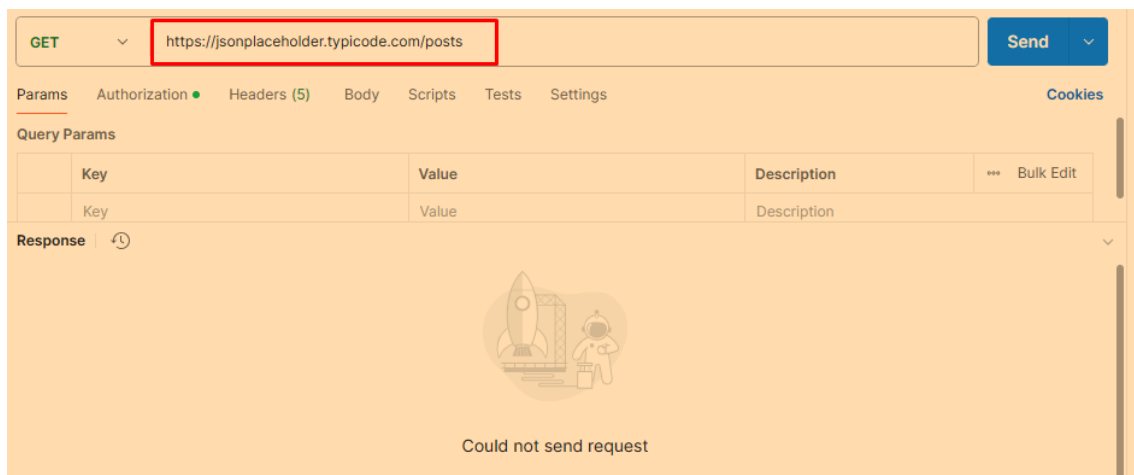 GET https://jsonplaceholder.typicode.com/posts Send
Params Authorization Headers (5) Body Scripts Tests Settings Cookies
Query Params
Key Value Description Bulk Edit
Key Value Description
Response
Could not send request